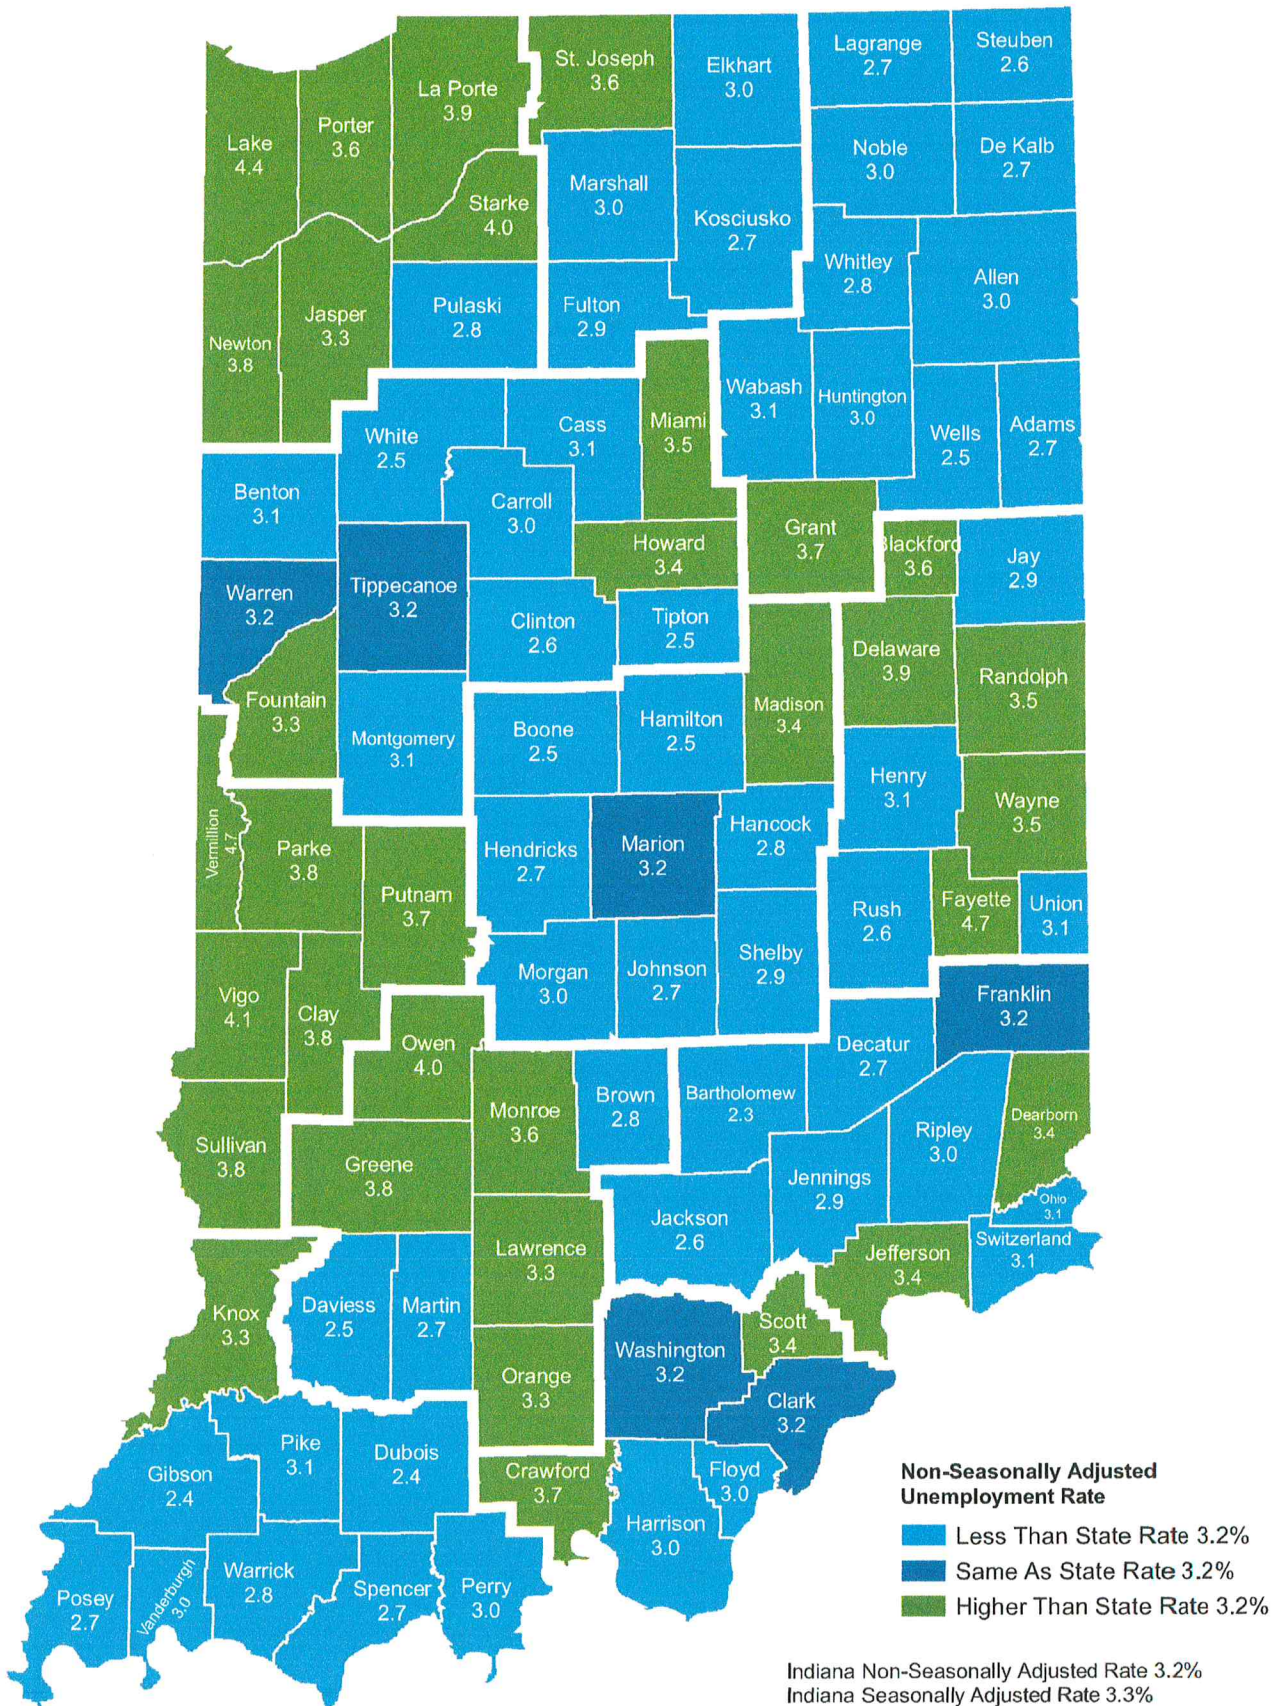 Lagrange
2.7
Steuben
2.6
St. Joseph
3.6
Elkhart
3.0
La Porte
3.9
Porter
3.6
Lake
4.4
Noble
3.0
De Kalb
2.7
Marshall
3.0
Starke
4.0
Kosciusko
2.7
Whitley
2.8
Allen
3.0
Pulaski
2.8
Fulton
2.9
Jasper
3.3
Newton
3.8
Wabash
3.1
Huntington
3.0
Miami
3.5
Cass
3.1
White
2.5
Wells
2.5
Adams
2.7
Benton
3.1
Carroll
3.0
Grant
3.7
Howard
3.4
Blackford
3.6
Jay
2.9
Warren
3.2
Tippecanoe
3.2
Clinton
2.6
Tipton
2.5
Delaware
3.9
Randolph
3.5
Fountain
3.3
Madison
3.4
Montgomery
3.1
Boone
2.5
Hamilton
2.5
Henry
3.1
Wayne
3.5
Vermillion
4.7
Parke
3.8
Putnam
3.7
Hendricks
2.7
Marion
3.2
Hancock
2.8
Rush
2.6
Fayette
4.7
Union
3.1
Vigo
4.1
Clay
3.8
Morgan
3.0
Johnson
2.7
Shelby
2.9
Franklin
3.2
Owen
4.0
Decatur
2.7
Monroe
3.6
Brown
2.8
Bartholomew
2.3
Ripley
3.0
Dearborn
3.4
Sullivan
3.8
Greene
3.8
Jennings
2.9
Ohio
3.1
Jackson
2.6
Switzerland
3.1
Lawrence
3.3
Jefferson
3.4
Knox
3.3
Daviess
2.5
Martin
2.7
Scott
3.4
Washington
3.2
Orange
3.3
Clark
3.2
Pike
3.1
Dubois
2.4
Gibson
2.4
Crawford
3.7
Floyd
3.0
Harrison
3.0
Posey
2.7
Vanderburgh
3.0
Warrick
2.8
Spencer
2.7
Perry
3.0
Non-Seasonally Adjusted
Unemployment Rate
Less Than State Rate 3.2%
Same As State Rate 3.2%
Higher Than State Rate 3.2%
Indiana Non-Seasonally Adjusted Rate 3.2%
Indiana Seasonally Adjusted Rate 3.3%